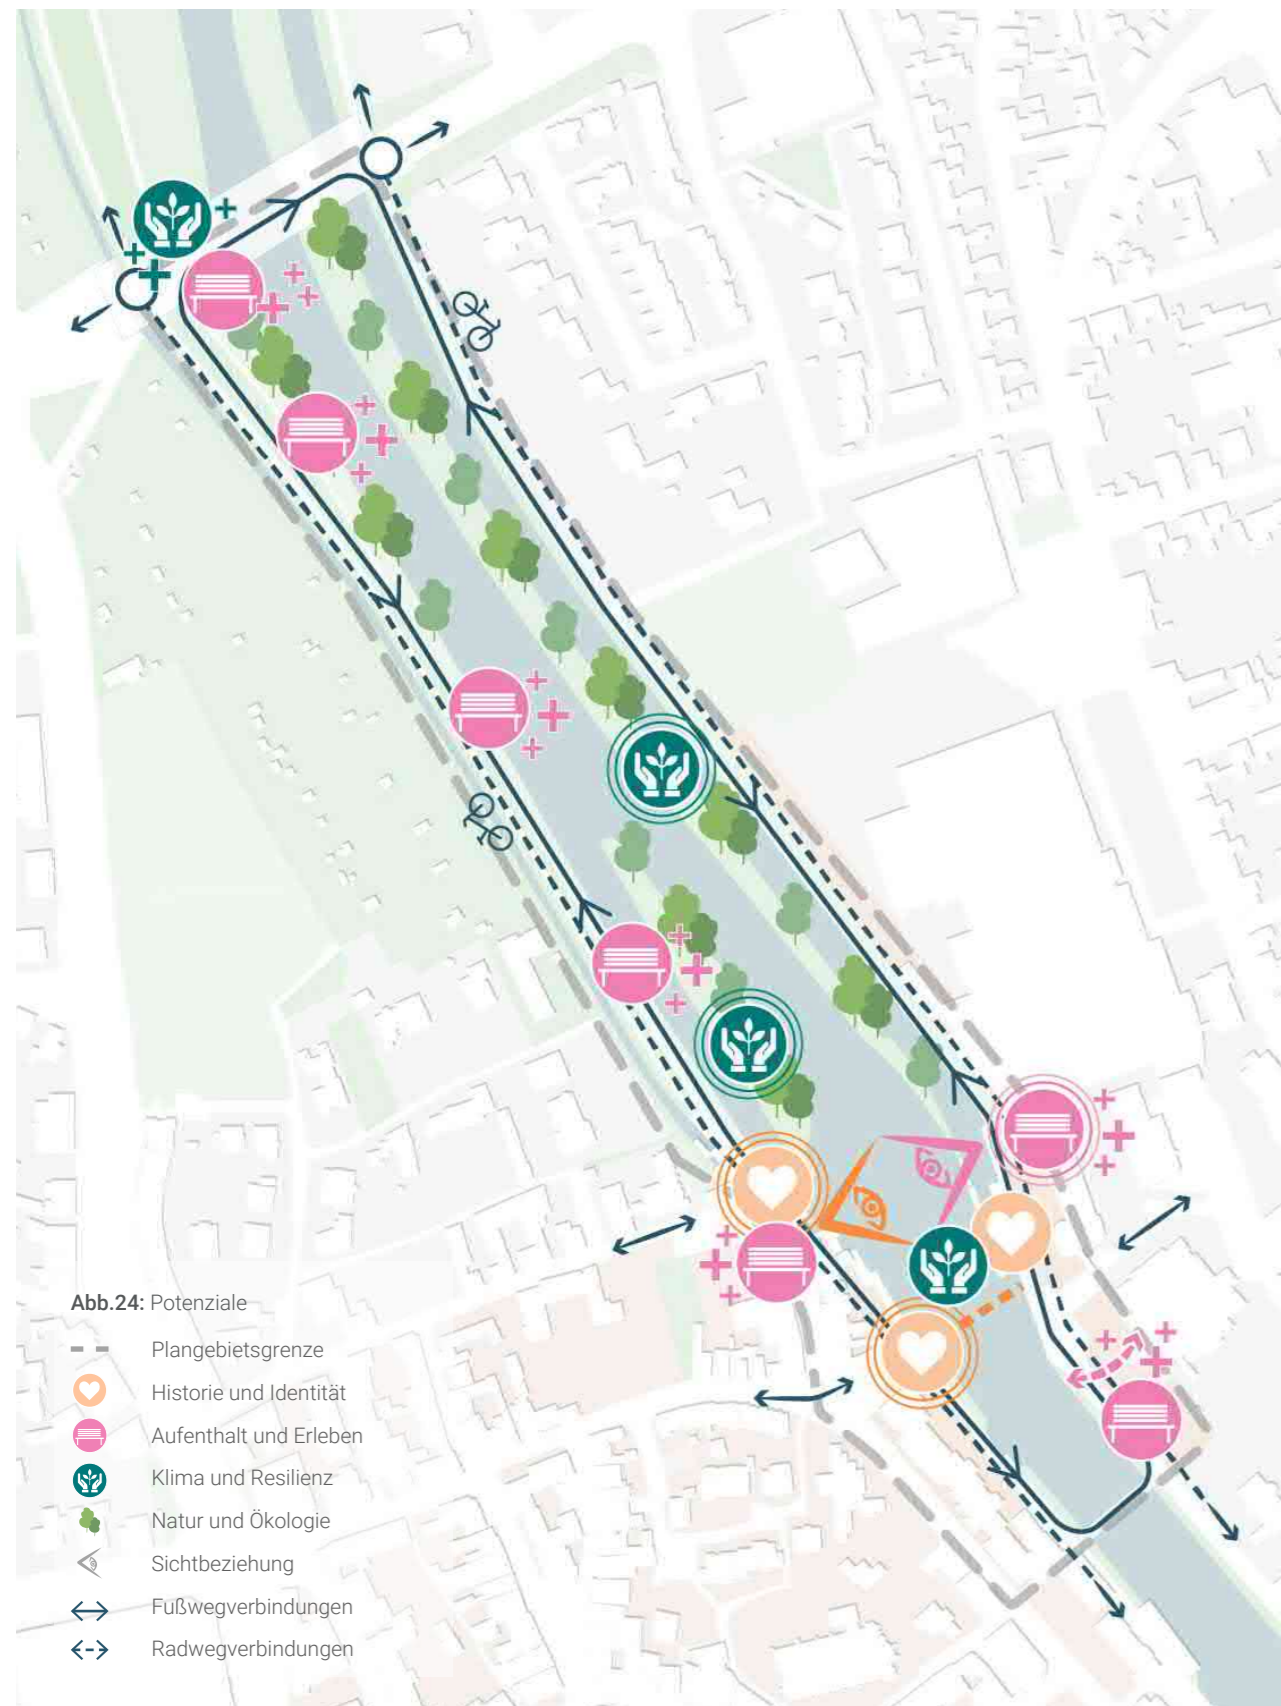 Abb.24: Potenziale
Plangebietsgrenze
Historie und Identität
Aufenthalt und Erleben
Klima und Resilienz
Natur und Ökologie
Sichtbeziehung
Fußwegverbindungen
Radwegverbindungen